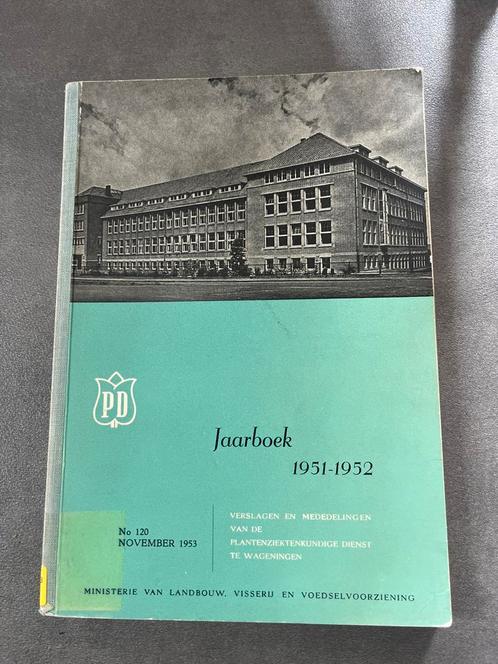 PD
Jaarboek
1951-1952
No 120
NOVEMBER 1953
VERSLAGEN EN MEDEDELINGEN
VAN DE
PLANTENZIEKTENKUNDIGE DIENST
TE WAGENINGEN
MINISTERIE VAN LANDBOUW, VISSERIJ EN VOEDSELVOORZIENING